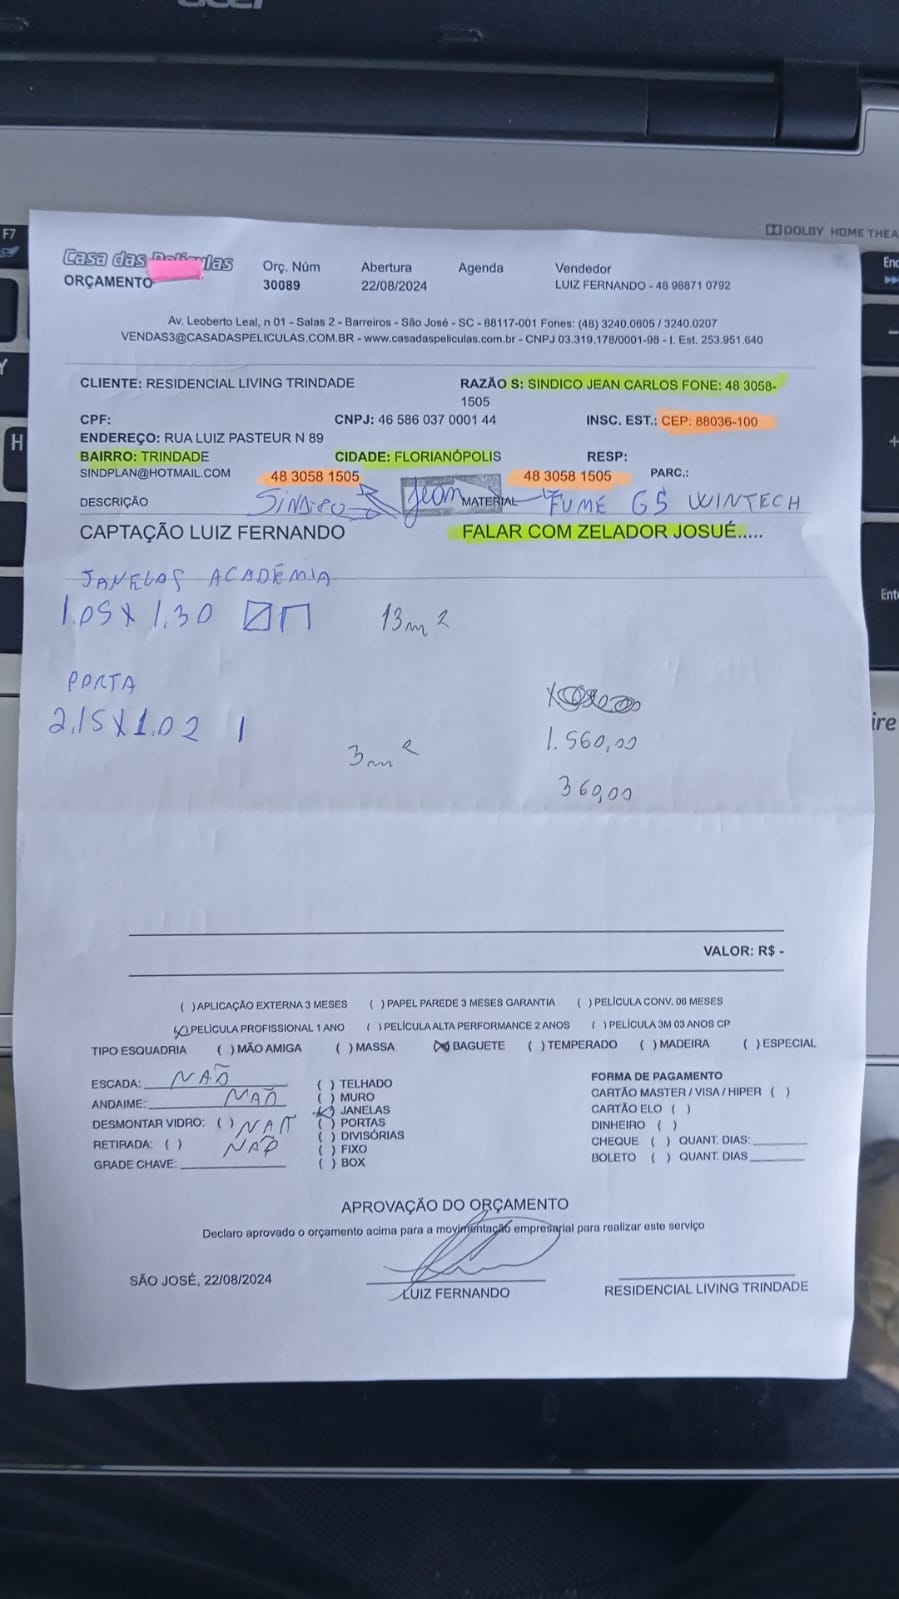 acer
DOLBY HOME THEA
F7
Casa das Películas
ORÇAMENTO
Orç. Núm
30089
Abertura
22/08/2024
Agenda
Vendedor
LUIZ FERNANDO - 48 98871 0792
Av. Leoberto Leal, n 01 - Salas 2 - Barreiros - São José - SC - 88117-001 Fones: (48) 3240.0605 / 3240.0207
VENDAS3@CASADASPELICULAS.COM.BR - www.casadaspeliculas.com.br - CNPJ 03.319.178/0001-98 - I. Est. 253.951.640
CLIENTE: RESIDENCIAL LIVING TRINDADE RAZÃO S: SINDICO JEAN CARLOS FONE: 48 3058-
1505
CPF: CNPJ: 46 586 037 0001 44 INSC. EST.: CEP: 88036-100
ENDEREÇO: RUA LUIZ PASTEUR N 89
BAIRRO: TRINDADE CIDADE: FLORIANÓPOLIS RESP:
SINDPLAN@HOTMAIL.COM 48 3058 1505 48 3058 1505 PARC.:
DESCRIÇÃO Sindico Jean MATERIAL FUMÊ G5 WINTECH
CAPTAÇÃO LUIZ FERNANDO FALAR COM ZELADOR JOSUÉ.....
JANELAS ACADÊMIA
1.05 X 1.30 13m²
PORTA
2.15 X 1.02 1
3m²
1.560,00
360,00
VALOR: R$ -
( ) APLICAÇÃO EXTERNA 3 MESES ( ) PAPEL PAREDE 3 MESES GARANTIA ( ) PELÍCULA CONV. 06 MESES
(X) PELÍCULA PROFISSIONAL 1 ANO ( ) PELÍCULA ALTA PERFORMANCE 2 ANOS ( ) PELÍCULA 3M 03 ANOS CP
TIPO ESQUADRIA ( ) MÃO AMIGA ( ) MASSA (X) BAGUETE ( ) TEMPERADO ( ) MADEIRA ( ) ESPECIAL
ESCADA: NÃO
ANDAIME: NÃO
DESMONTAR VIDRO: ( ) NÃO
RETIRADA: ( ) NÃO
GRADE CHAVE:
( ) TELHADO
( ) MURO
(X) JANELAS
( ) PORTAS
( ) DIVISÓRIAS
( ) FIXO
( ) BOX
FORMA DE PAGAMENTO
CARTÃO MASTER / VISA / HIPER ( )
CARTÃO ELO ( )
DINHEIRO ( )
CHEQUE ( ) QUANT. DIAS:
BOLETO ( ) QUANT. DIAS
APROVAÇÃO DO ORÇAMENTO
Declaro aprovado o orçamento acima para a movimentação empresarial para realizar este serviço
SÃO JOSÉ, 22/08/2024
LUIZ FERNANDO
RESIDENCIAL LIVING TRINDADE